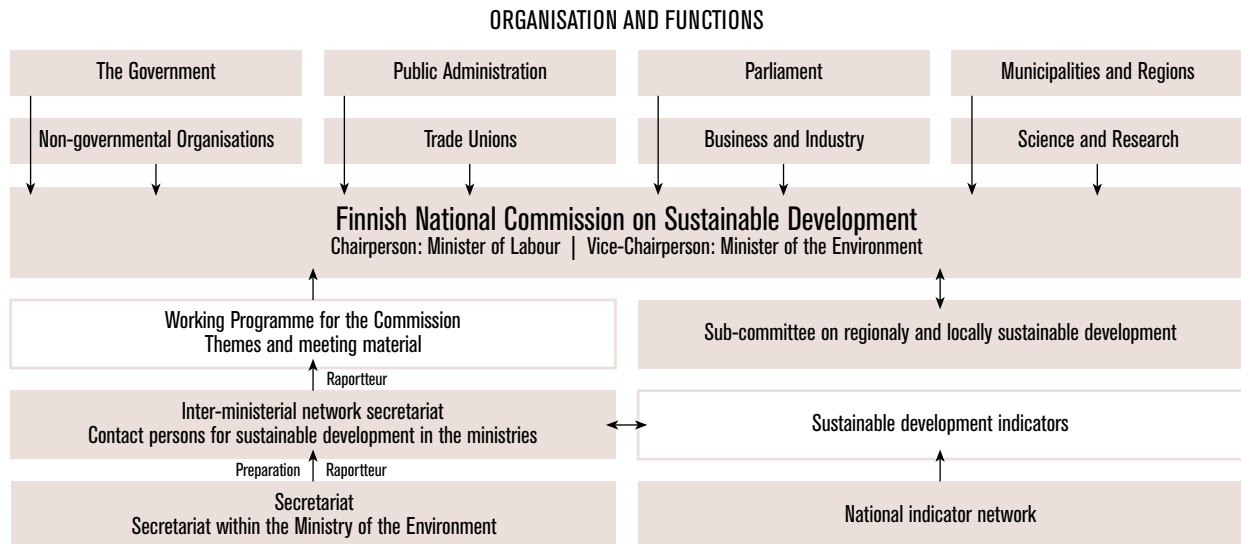 ORGANISATION AND FUNCTIONS
The Government
Public Administration
Parliament
Municipalities and Regions
Non-governmental Organisations
Trade Unions
Business and Industry
Science and Research
Finnish National Commission on Sustainable Development
Chairperson: Minister of Labour | Vice-Chairperson: Minister of the Environment
Working Programme for the Commission
Themes and meeting material
Sub-committee on regionaly and locally sustainable development
Raportteur
Inter-ministerial network secretariat
Contact persons for sustainable development in the ministries
Sustainable development indicators
Preparation
Raportteur
Secretariat
Secretariat within the Ministry of the Environment
National indicator network